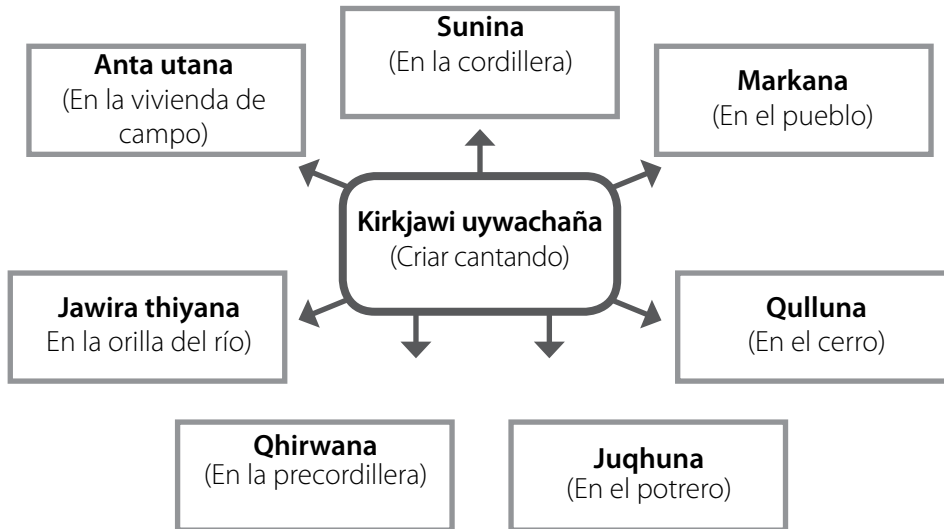 Sunina
(En la cordillera)
Anta utana
(En la vivienda de
campo)
Markana
(En el pueblo)
Kirkjawi uywachaña
(Criar cantando)
Jawira thiyana
En la orilla del río)
Qulluna
(En el cerro)
Qhirwana
(En la precordillera)
Juqhuna
(En el potrero)